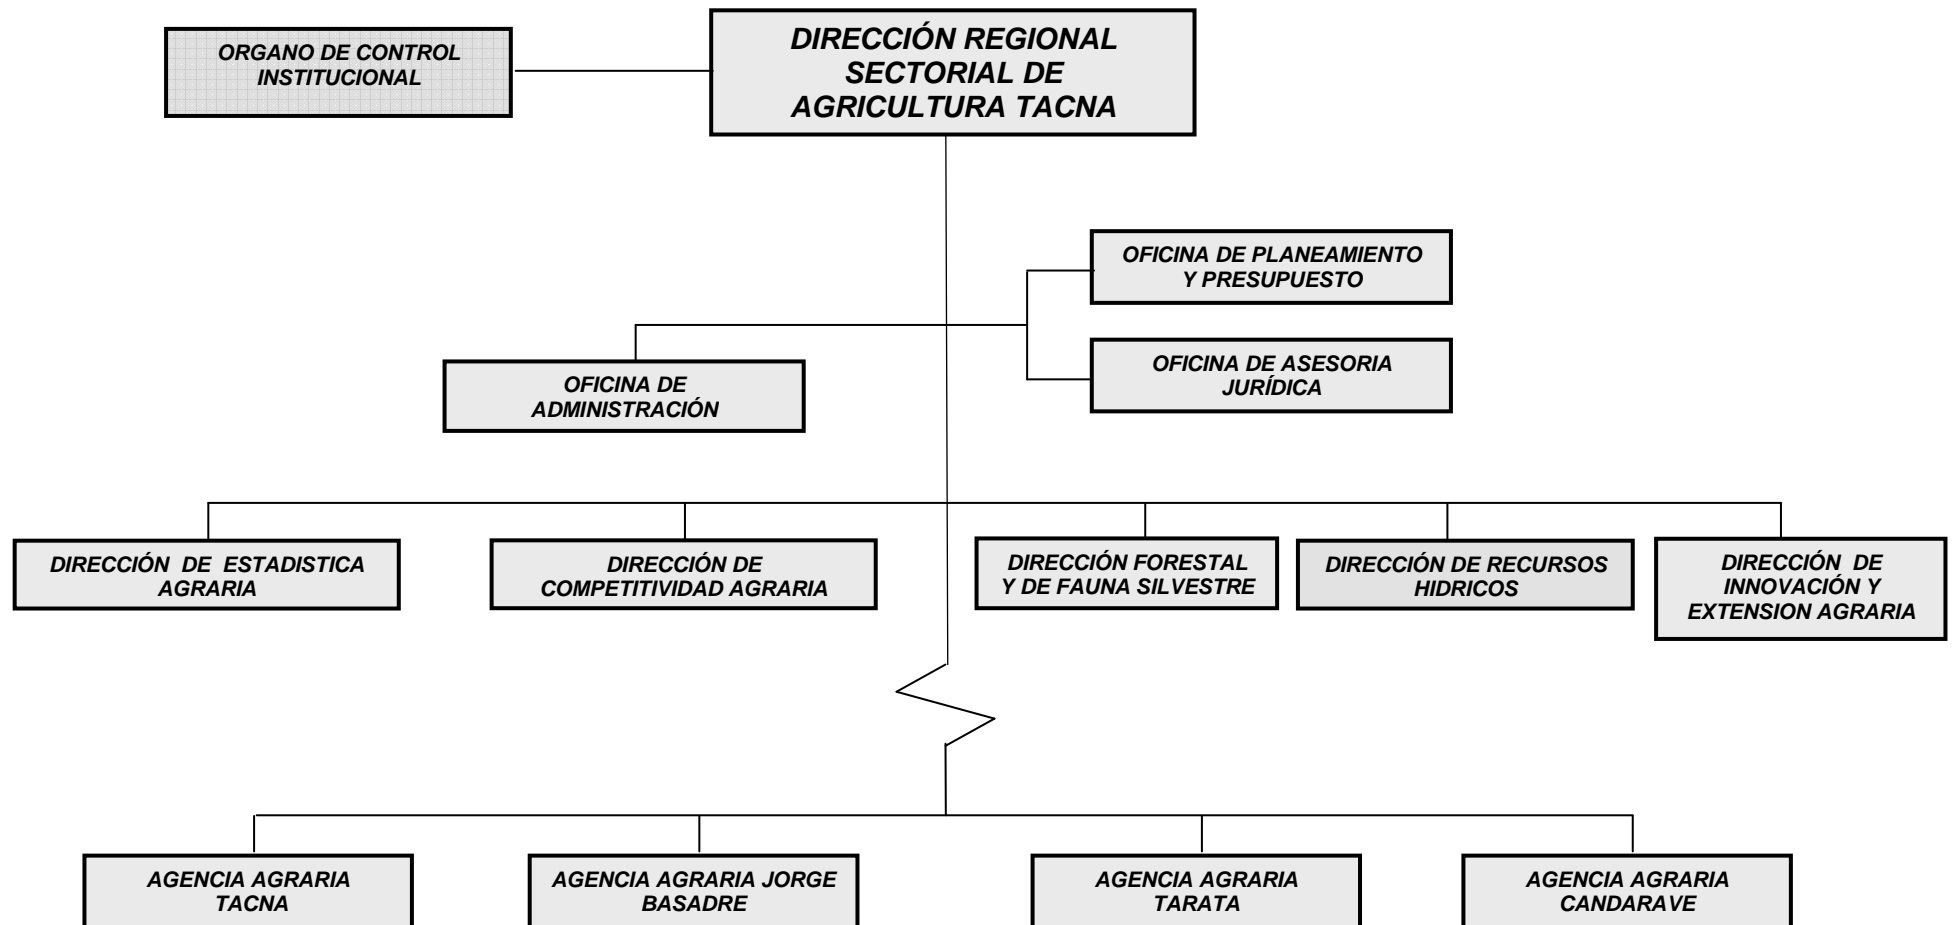 ORGANO DE CONTROL
INSTITUCIONAL
DIRECCIÓN REGIONAL
SECTORIAL DE
AGRICULTURA TACNA
OFICINA DE PLANEAMIENTO
Y PRESUPUESTO
OFICINA DE ASESORIA
JURÍDICA
OFICINA DE
ADMINISTRACIÓN
DIRECCIÓN DE ESTADISTICA
AGRARIA
DIRECCIÓN DE
COMPETITIVIDAD AGRARIA
DIRECCIÓN FORESTAL
Y DE FAUNA SILVESTRE
DIRECCIÓN DE RECURSOS
HIDRICOS
DIRECCIÓN DE
INNOVACIÓN Y
EXTENSION AGRARIA
AGENCIA AGRARIA
TACNA
AGENCIA AGRARIA JORGE
BASADRE
AGENCIA AGRARIA
TARATA
AGENCIA AGRARIA
CANDARAVE